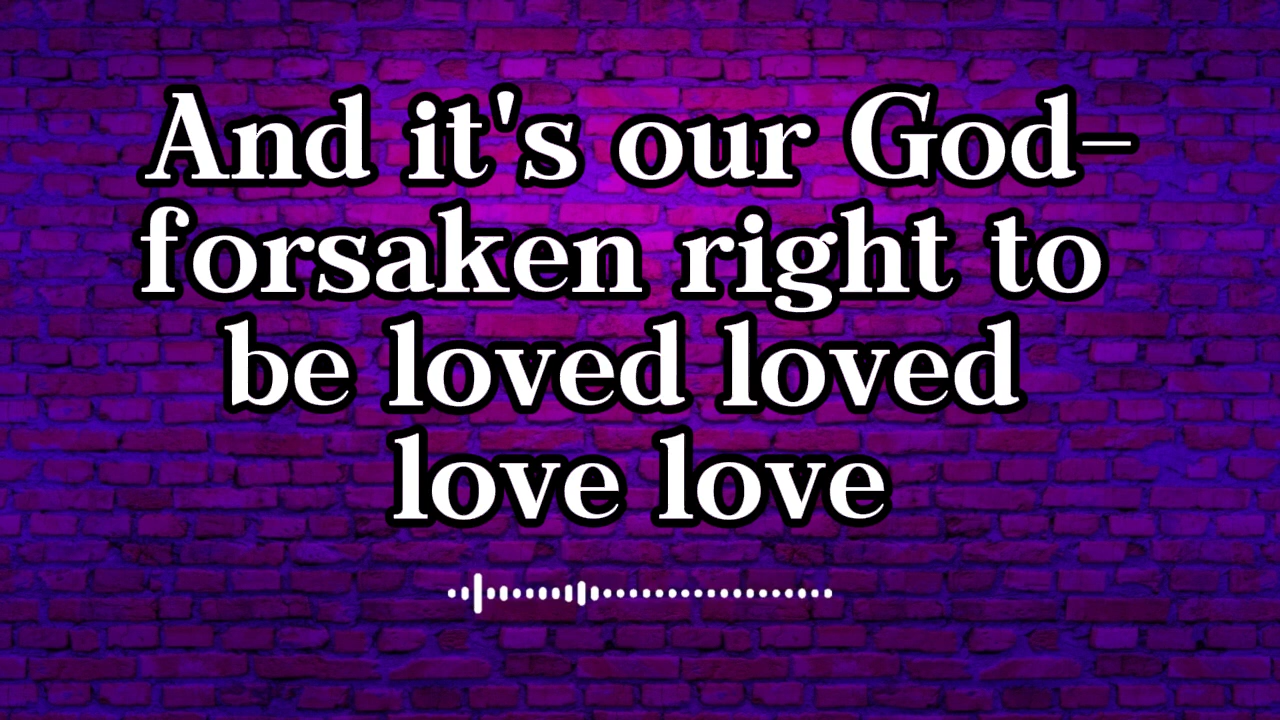 And it's our God–
forsaken right to
be loved loved
love love